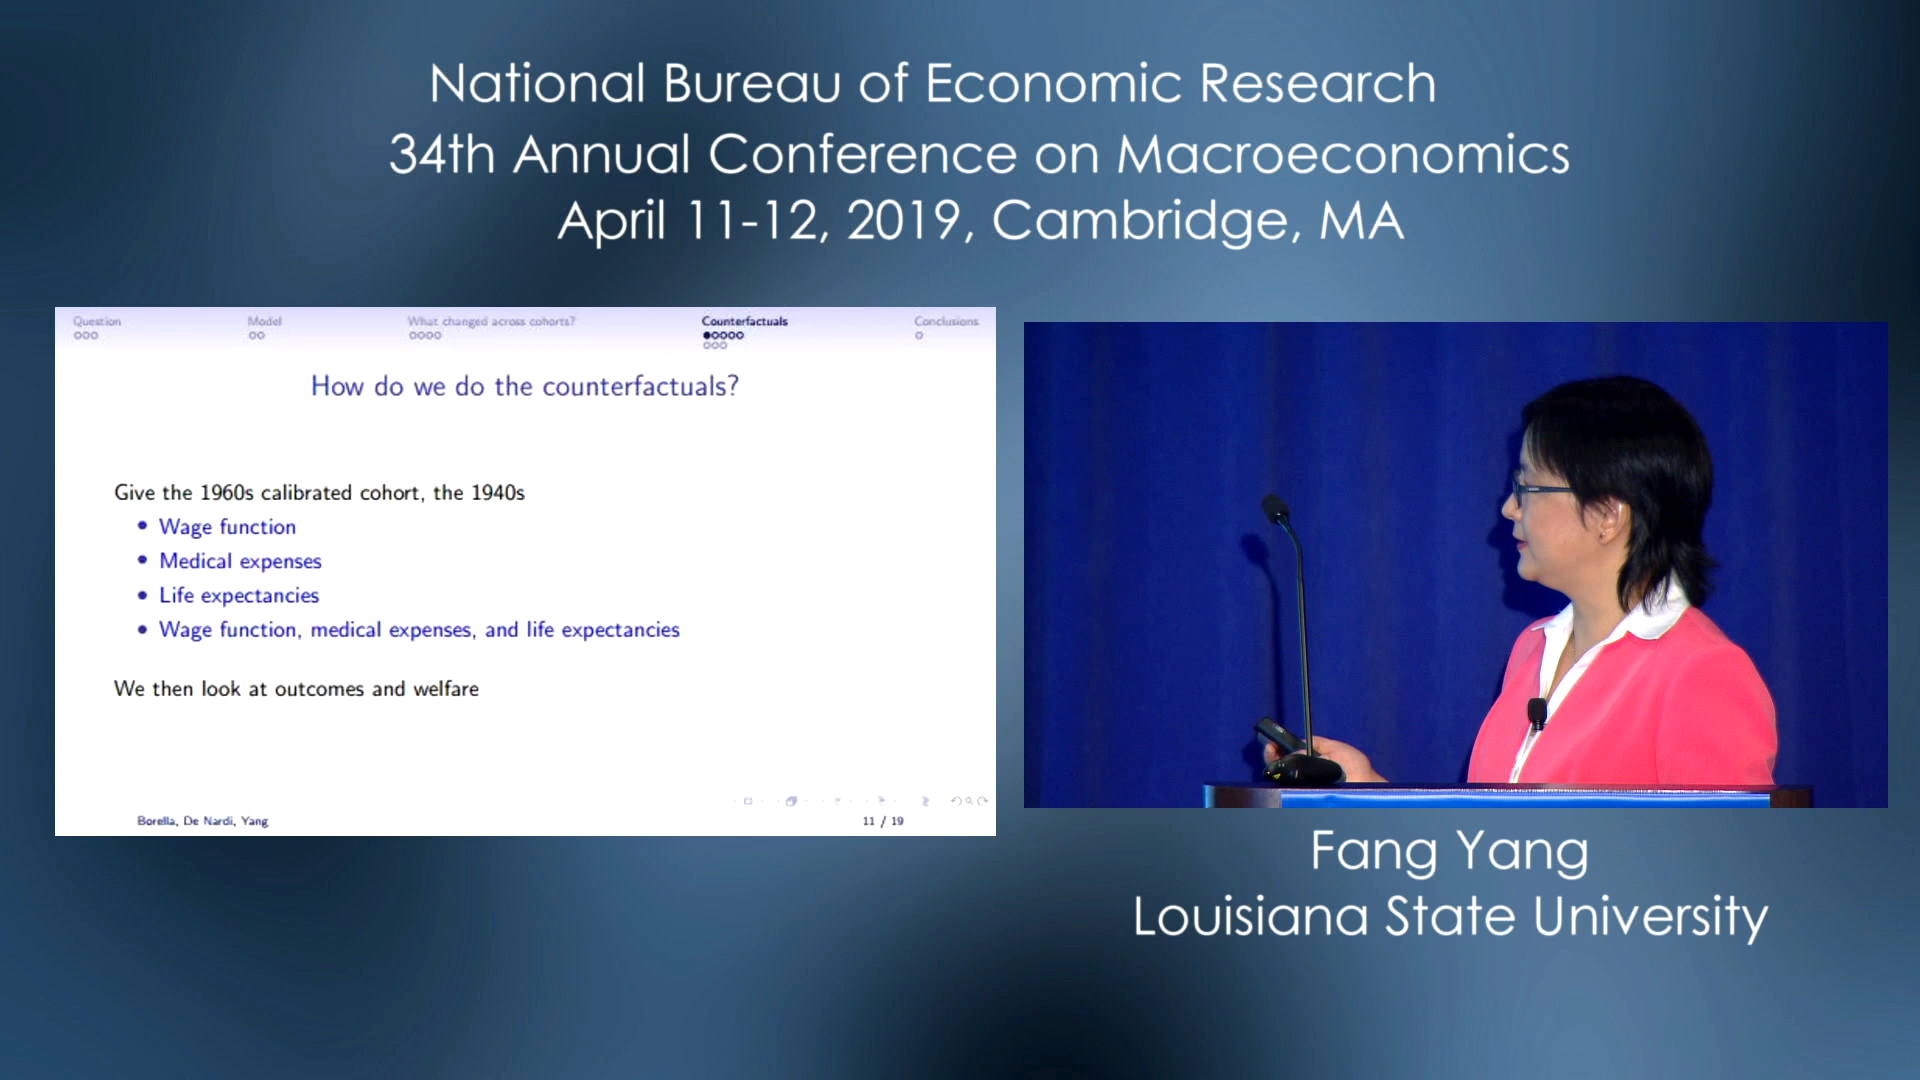 National Bureau of Economic Research
34th Annual Conference on Macroeconomics
April 11-12, 2019, Cambridge, MA
Question
Model
What changed across cohorts?
Counterfactuals
Conclusions
How do we do the counterfactuals?
Give the 1960s calibrated cohort, the 1940s
• Wage function
• Medical expenses
• Life expectancies
• Wage function, medical expenses, and life expectancies
We then look at outcomes and welfare
Borella, De Nardi, Yang
11 / 19
Fang Yang
Louisiana State University